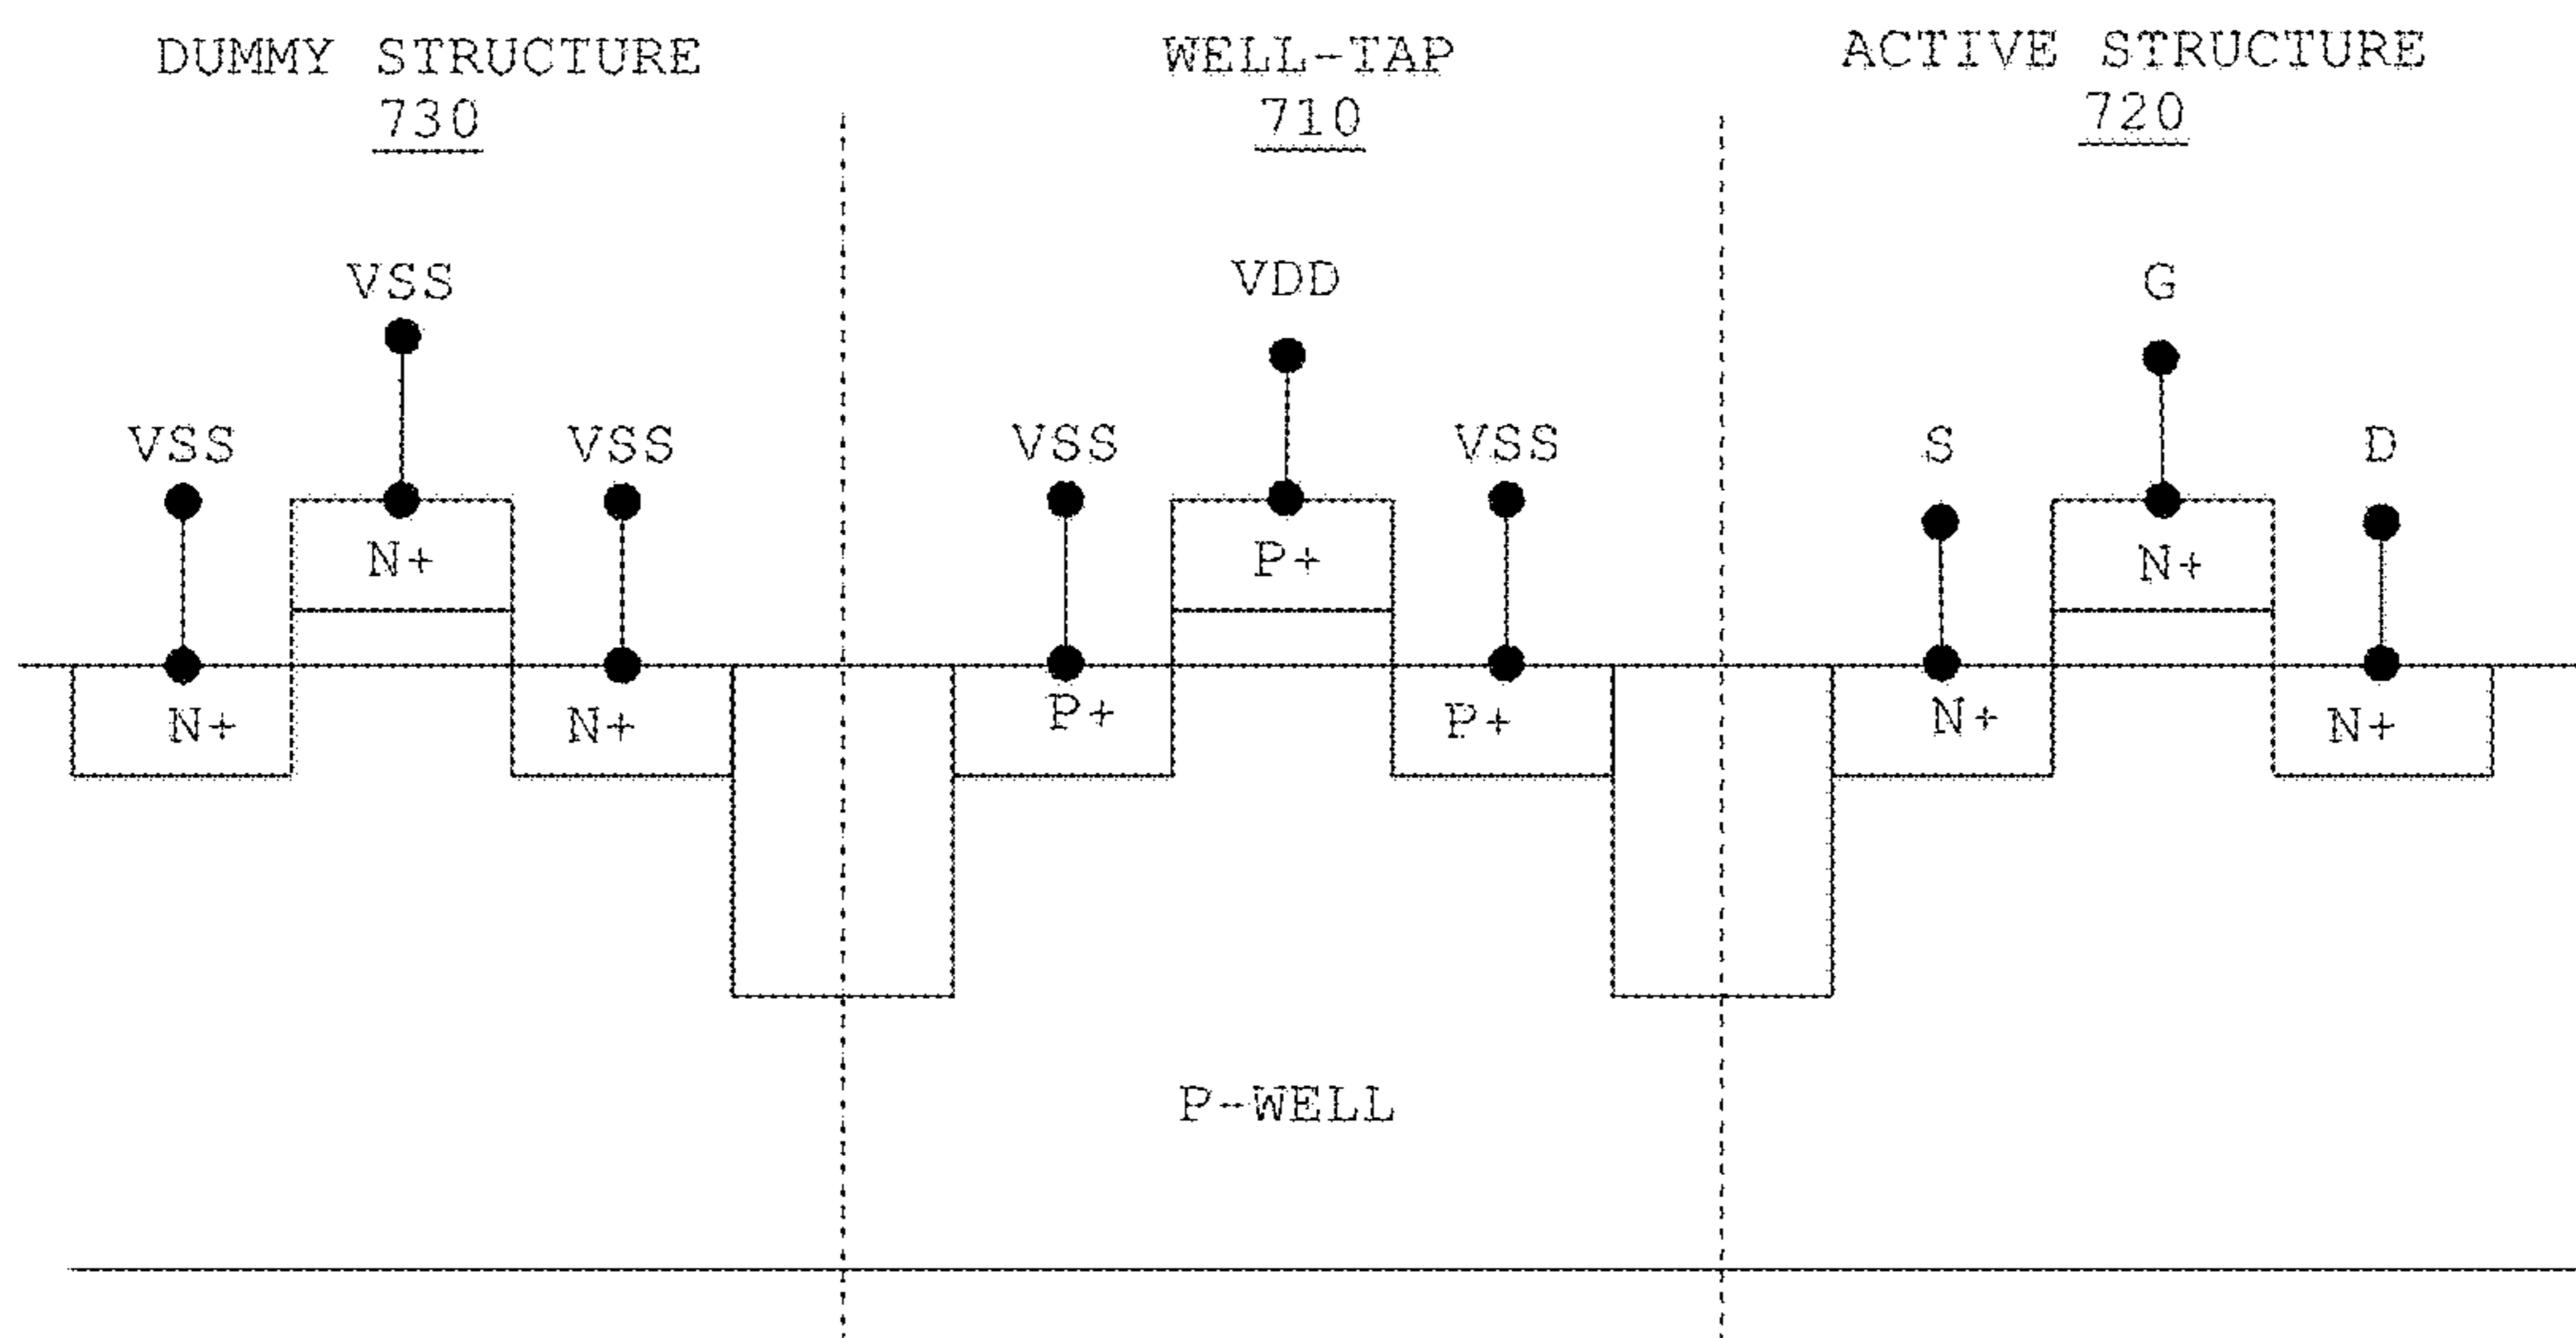 DUMMY STRUCTURE
730
WELL-TAP
710
ACTIVE STRUCTURE
720
VSS
VSS
VSS
N+
N+
N+
VDD
VSS
VSS
P+
P+
P+
G
S
D
N+
N+
N+
P-WELL